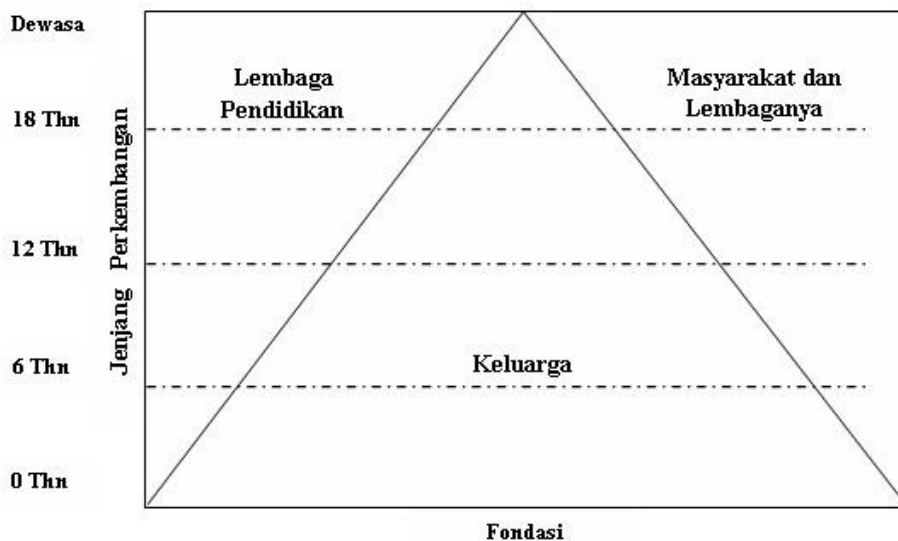 Dewasa
Lembaga
Pendidikan
Masyarakat dan
Lembaganya
18 Thn
Jenjang Perkembangan
12 Thn
6 Thn
Keluarga
0 Thn
Fondasi